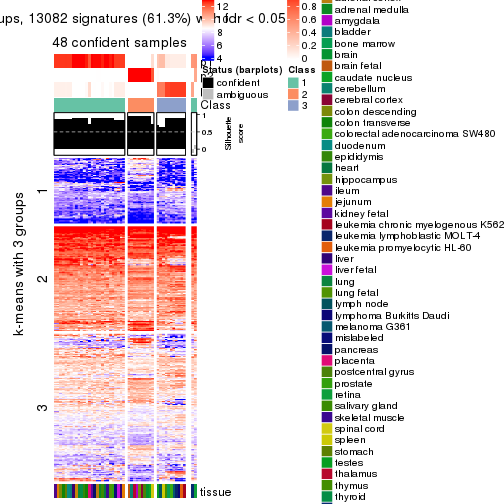 ups, 13082 signatures (61.3%) with fdr < 0.05
48 confident samples
12
10
8
6
4
0.8
0.6
0.4
0.2
0
Status (barplots)
confident
ambiguous
Class
1
2
3
Class
1
0.5
0
Silhouette
score
k-means with 3 groups
1
2
3
tissue
adrenal medulla
amygdala
bladder
bone marrow
brain
brain fetal
caudate nucleus
cerebellum
cerebral cortex
colon descending
colon transverse
colorectal adenocarcinoma SW480
duodenum
epididymis
heart
hippocampus
ileum
jejunum
kidney fetal
leukemia chronic myelogenous K562
leukemia lymphoblastic MOLT-4
leukemia promyelocytic HL-60
liver
liver fetal
lung
lung fetal
lymph node
lymphoma Burkitts Daudi
melanoma G361
mislabeled
pancreas
placenta
postcentral gyrus
prostate
retina
salivary gland
skeletal muscle
spinal cord
spleen
stomach
testes
thalamus
thymus
thyroid